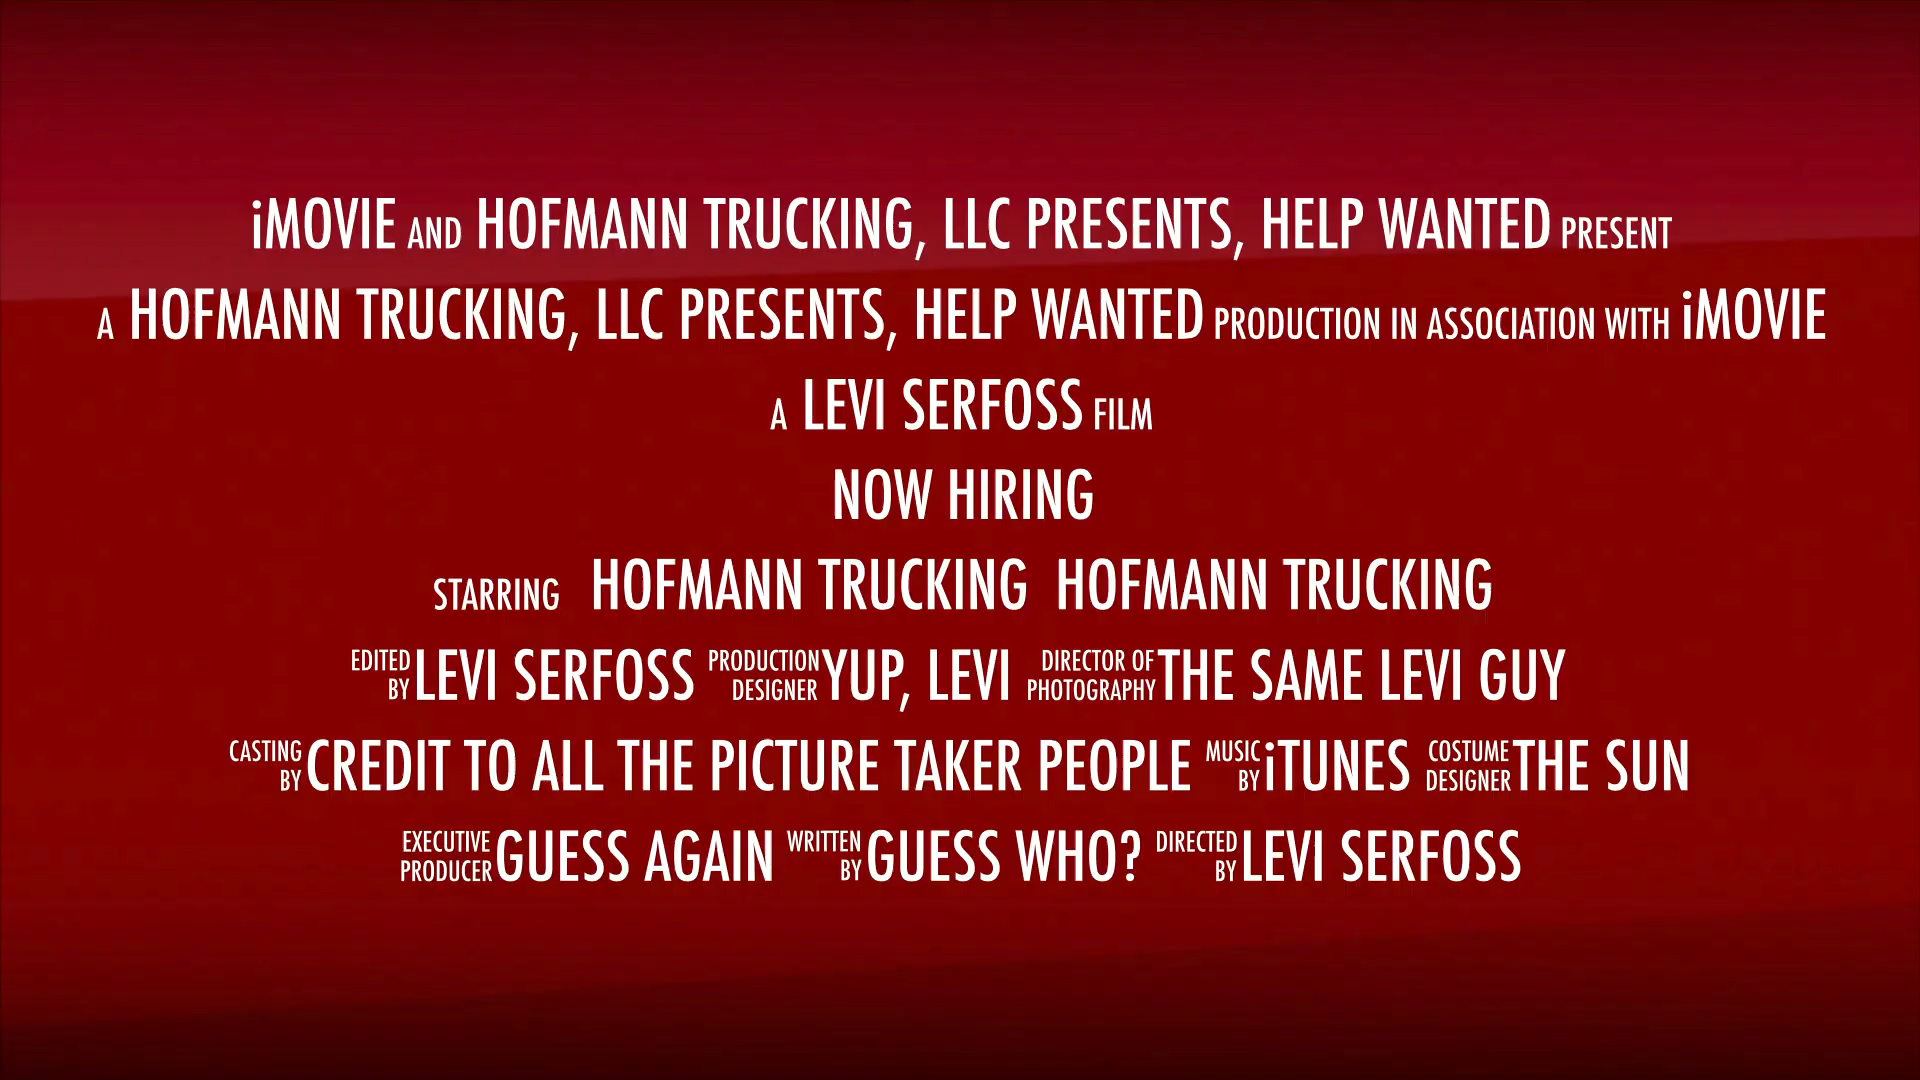 iMOVIE AND HOFMANN TRUCKING, LLC PRESENTS, HELP WANTED PRESENT
A HOFMANN TRUCKING, LLC PRESENTS, HELP WANTED PRODUCTION IN ASSOCIATION WITH iMOVIE
A LEVI SERFOSS FILM
NOW HIRING
STARRING HOFMANN TRUCKING HOFMANN TRUCKING
EDITED BY LEVI SERFOSS PRODUCTION DESIGNER YUP, LEVI DIRECTOR OF PHOTOGRAPHY THE SAME LEVI GUY
CASTING BY CREDIT TO ALL THE PICTURE TAKER PEOPLE MUSIC BY iTUNES COSTUME DESIGNER THE SUN
EXECUTIVE PRODUCER GUESS AGAIN WRITTEN BY GUESS WHO? DIRECTED BY LEVI SERFOSS